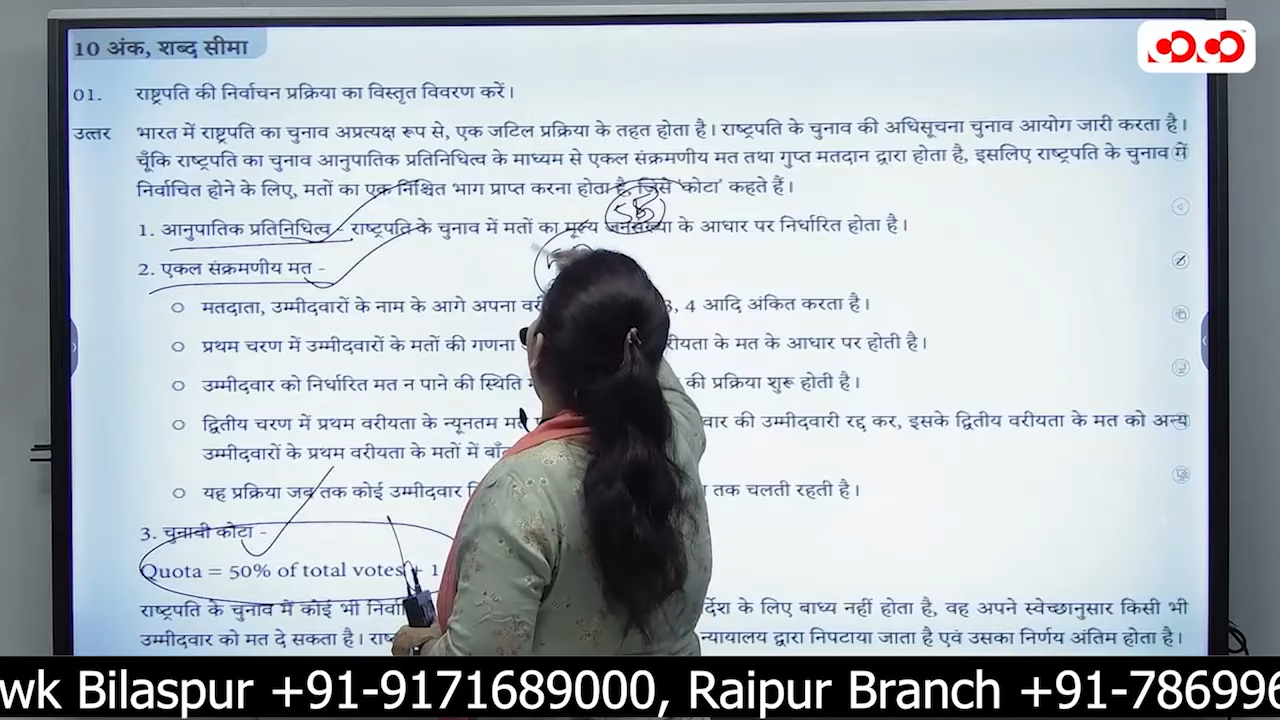 10 अंक, शब्द सीमा
01. राष्ट्रपति की निर्वाचन प्रक्रिया का विस्तृत विवरण करें।
उत्तर भारत में राष्ट्रपति का चुनाव अप्रत्यक्ष रूप से, एक जटिल प्रक्रिया के तहत होता है। राष्ट्रपति के चुनाव की अधिसूचना चुनाव आयोग जारी करता है।
चूँकि राष्ट्रपति का चुनाव आनुपातिक प्रतिनिधित्व के माध्यम से एकल संक्रमणीय मत तथा गुप्त मतदान द्वारा होता है, इसलिए राष्ट्रपति के चुनाव में
निर्वाचित होने के लिए, मतों का एक निश्चित भाग प्राप्त करना होता है, जिसे 'कोटा' कहते हैं।
1. आनुपातिक प्रतिनिधित्व - राष्ट्रपति के चुनाव में मतों का मूल्य जनसंख्या के आधार पर निर्धारित होता है।
2. एकल संक्रमणीय मत -
मतदाता, उम्मीदवारों के नाम के आगे अपना 3, 4 आदि अंकित करता है।
प्रथम चरण में उम्मीदवारों के मतों की गणना के मत के आधार पर होती है।
उम्मीदवार को निर्धारित मत न पाने की स्थिति की प्रक्रिया शुरू होती है।
द्वितीय चरण में प्रथम वरीयता के न्यूनतम की उम्मीदवारी रद्द कर, इसके द्वितीय वरीयता के मत को अन्य
उम्मीदवारों के प्रथम वरीयता के मतों में
यह प्रक्रिया जब तक कोई उम्मीदवार तक चलती रहती है।
3. चुनावी कोटा -
Quota = 50% of total votes + 1
राष्ट्रपति के चुनाव में कोई भी के लिए बाध्य नहीं होता है, वह अपने स्वेच्छानुसार किसी भी
उम्मीदवार को मत दे सकता है। न्यायालय द्वारा निपटाया जाता है एवं उसका निर्णय अंतिम होता है।
Bilaspur +91-9171689000, Raipur Branch +91-786996